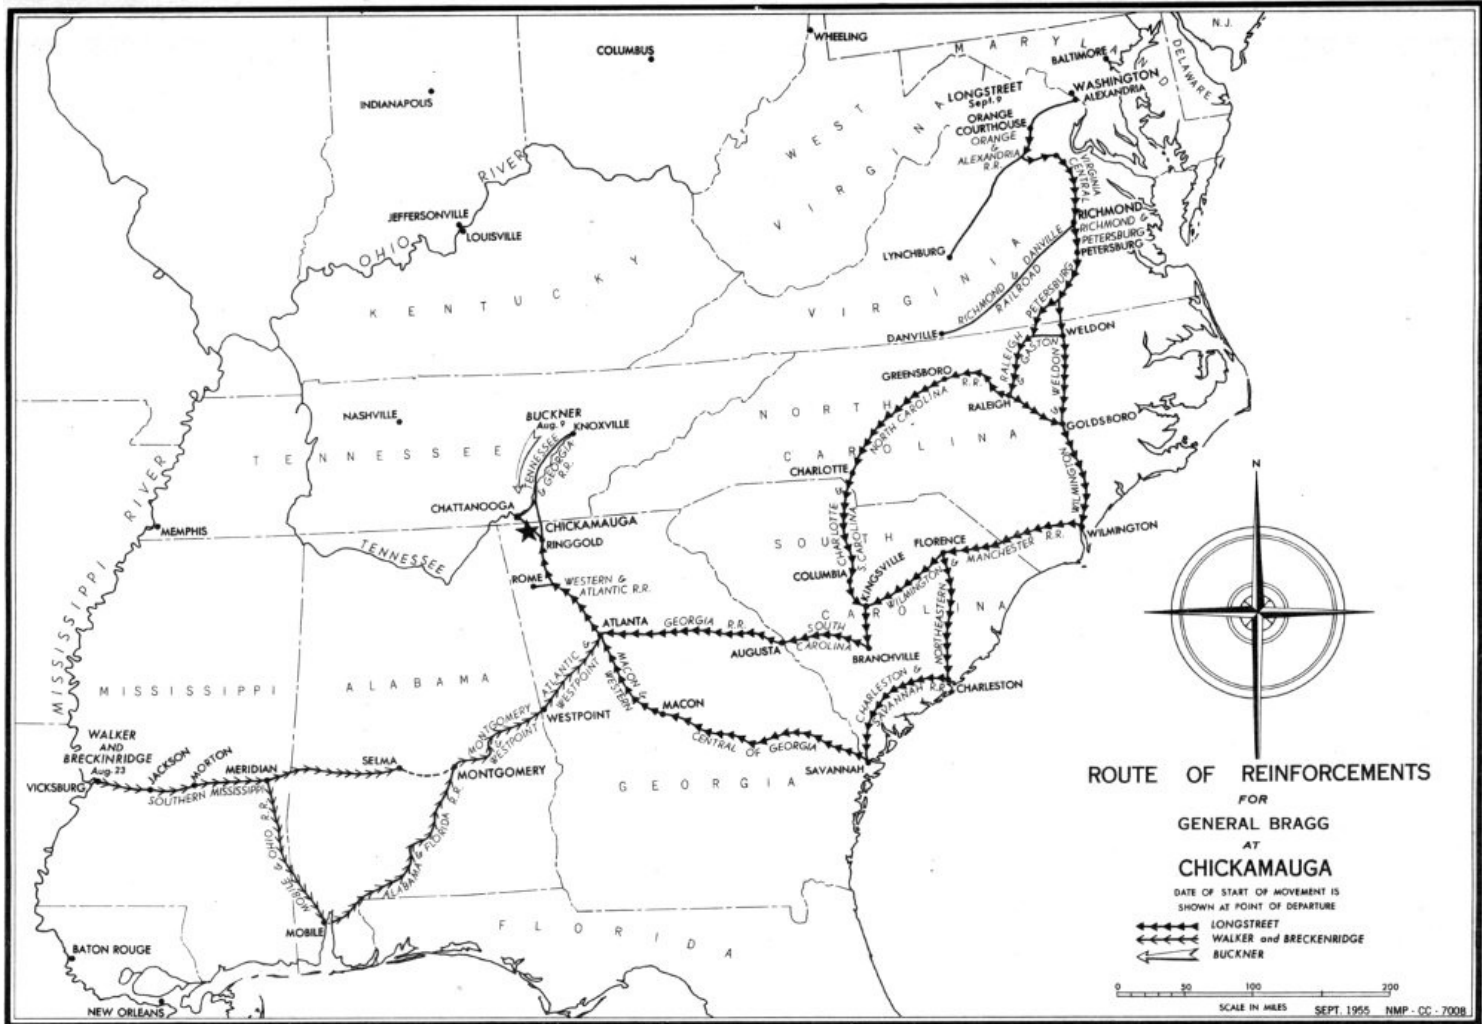 N. J.
WHEELING
COLUMBUS
MARYLAND
BALTIMORE
DELAWARE
INDIANAPOLIS
LONGSTREET
Sept. 9
WASHINGTON
ALEXANDRIA
ORANGE
COURTHOUSE
ORANGE
&
ALEXANDRIA
R.R.
WEST
VIRGINIA
VIRGINIA
CENTRAL
OHIO RIVER
JEFFERSONVILLE
LOUISVILLE
RICHMOND
RICHMOND &
PETERSBURG
PETERSBURG
LYNCHBURG
RICHMOND & DANVILLE
RAILROAD
KENTUCKY
VIRGINIA
DANVILLE
PETERSBURG
WELDON
RALEIGH
& GASTON
& WELDON
GREENSBORO
RALEIGH
GOLDSBORO
NORTH CAROLINA R.R.
NORTH
CAROLINA
NASHVILLE
BUCKNER
Aug. 9
KNOXVILLE
TENNESSEE
& GEORGIA
R.R.
TENNESSEE
CHARLOTTE
WILMINGTON
CHATTANOOGA
CHICKAMAUGA
RINGGOLD
MEMPHIS
MISSISSIPPI RIVER
TENNESSEE
CHARLOTTE &
S. CAROLINA
SOUTH
CAROLINA
FLORENCE
WILMINGTON
WILMINGTON & MANCHESTER R.R.
KINGSVILLE
COLUMBIA
ROME
WESTERN &
ATLANTIC R.R.
ATLANTA
GEORGIA R.R.
AUGUSTA
SOUTH
CAROLINA
BRANCHVILLE
NORTHEASTERN
CHARLESTON &
SAVANNAH R.R.
CHARLESTON
MISSISSIPPI
ALABAMA
ATLANTIC &
WESTPOINT
MACON &
WESTERN
MACON
CENTRAL OF GEORGIA
SAVANNAH
WESTPOINT
MONTGOMERY
&
WESTPOINT
WALKER
AND
BRECKINRIDGE
Aug. 23
VICKSBURG
JACKSON
MORTON
MERIDIAN
SOUTHERN MISSISSIPPI
SELMA
MONTGOMERY
GEORGIA
MOBILE & OHIO R.R.
ALABAMA & FLORIDA R.R.
MOBILE
FLORIDA
BATON ROUGE
NEW ORLEANS
N
ROUTE OF REINFORCEMENTS
FOR
GENERAL BRAGG
AT
CHICKAMAUGA
DATE OF START OF MOVEMENT IS
SHOWN AT POINT OF DEPARTURE
LONGSTREET
WALKER and BRECKENRIDGE
BUCKNER
0 50 100 200
SCALE IN MILES
SEPT. 1955 NMP - CC - 7008